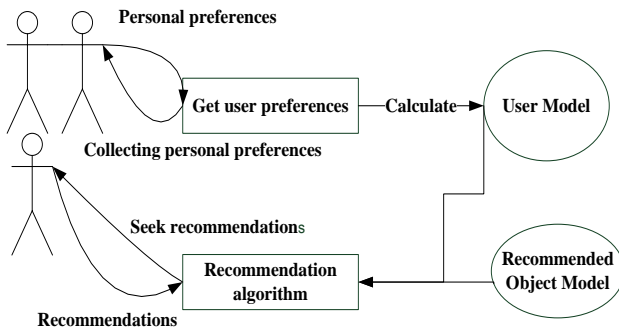 Personal preferences
Get user preferences
Calculate
User Model
Collecting personal preferences
Seek recommendations
Recommendation
algorithm
Recommended
Object Model
Recommendations